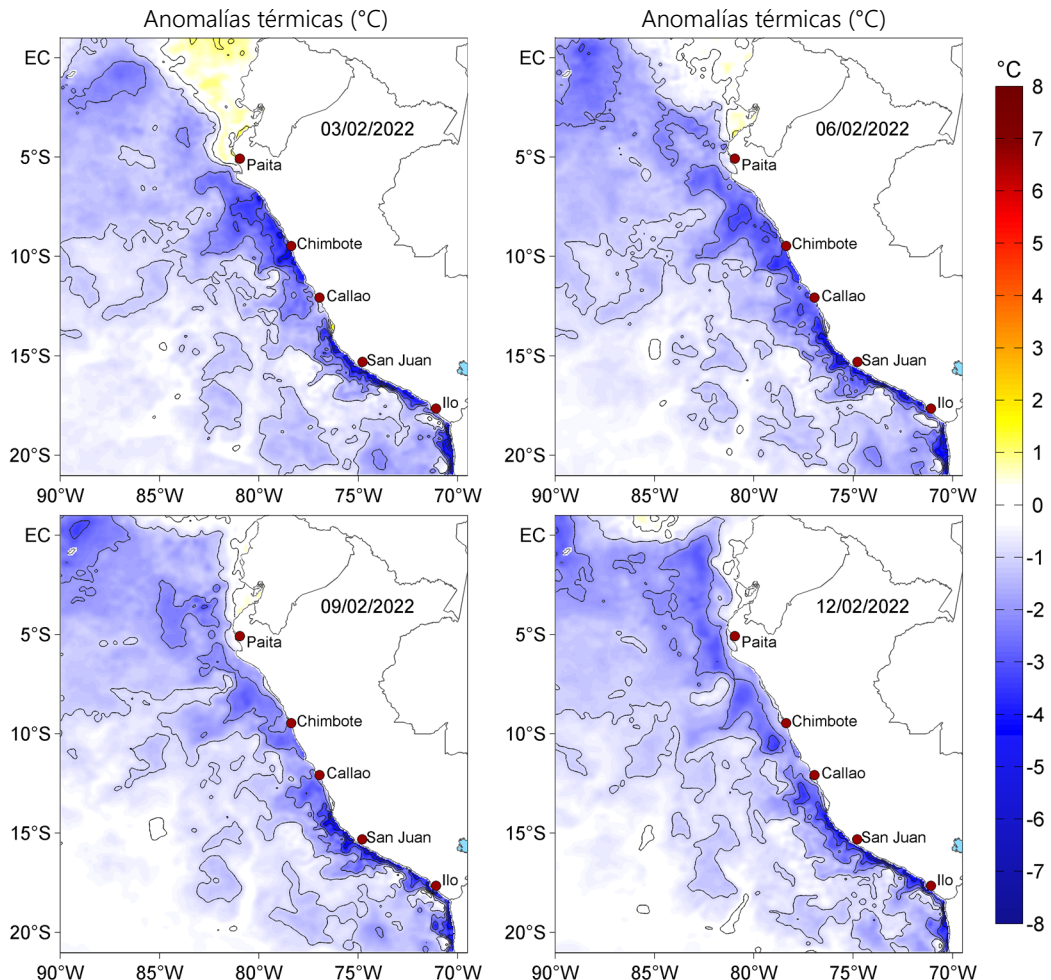 Anomalías térmicas (°C)
Anomalías térmicas (°C)
EC
5°S
10°S
15°S
20°S
90°W
85°W
80°W
75°W
70°W
03/02/2022
Paita
Chimbote
Callao
San Juan
Ilo
EC
5°S
10°S
15°S
20°S
90°W
85°W
80°W
75°W
70°W
06/02/2022
Paita
Chimbote
Callao
San Juan
Ilo
°C
8
7
6
5
4
3
2
1
0
-1
-2
-3
-4
-5
-6
-7
-8
EC
5°S
10°S
15°S
20°S
90°W
85°W
80°W
75°W
70°W
09/02/2022
Paita
Chimbote
Callao
San Juan
Ilo
EC
5°S
10°S
15°S
20°S
90°W
85°W
80°W
75°W
70°W
12/02/2022
Paita
Chimbote
Callao
San Juan
Ilo